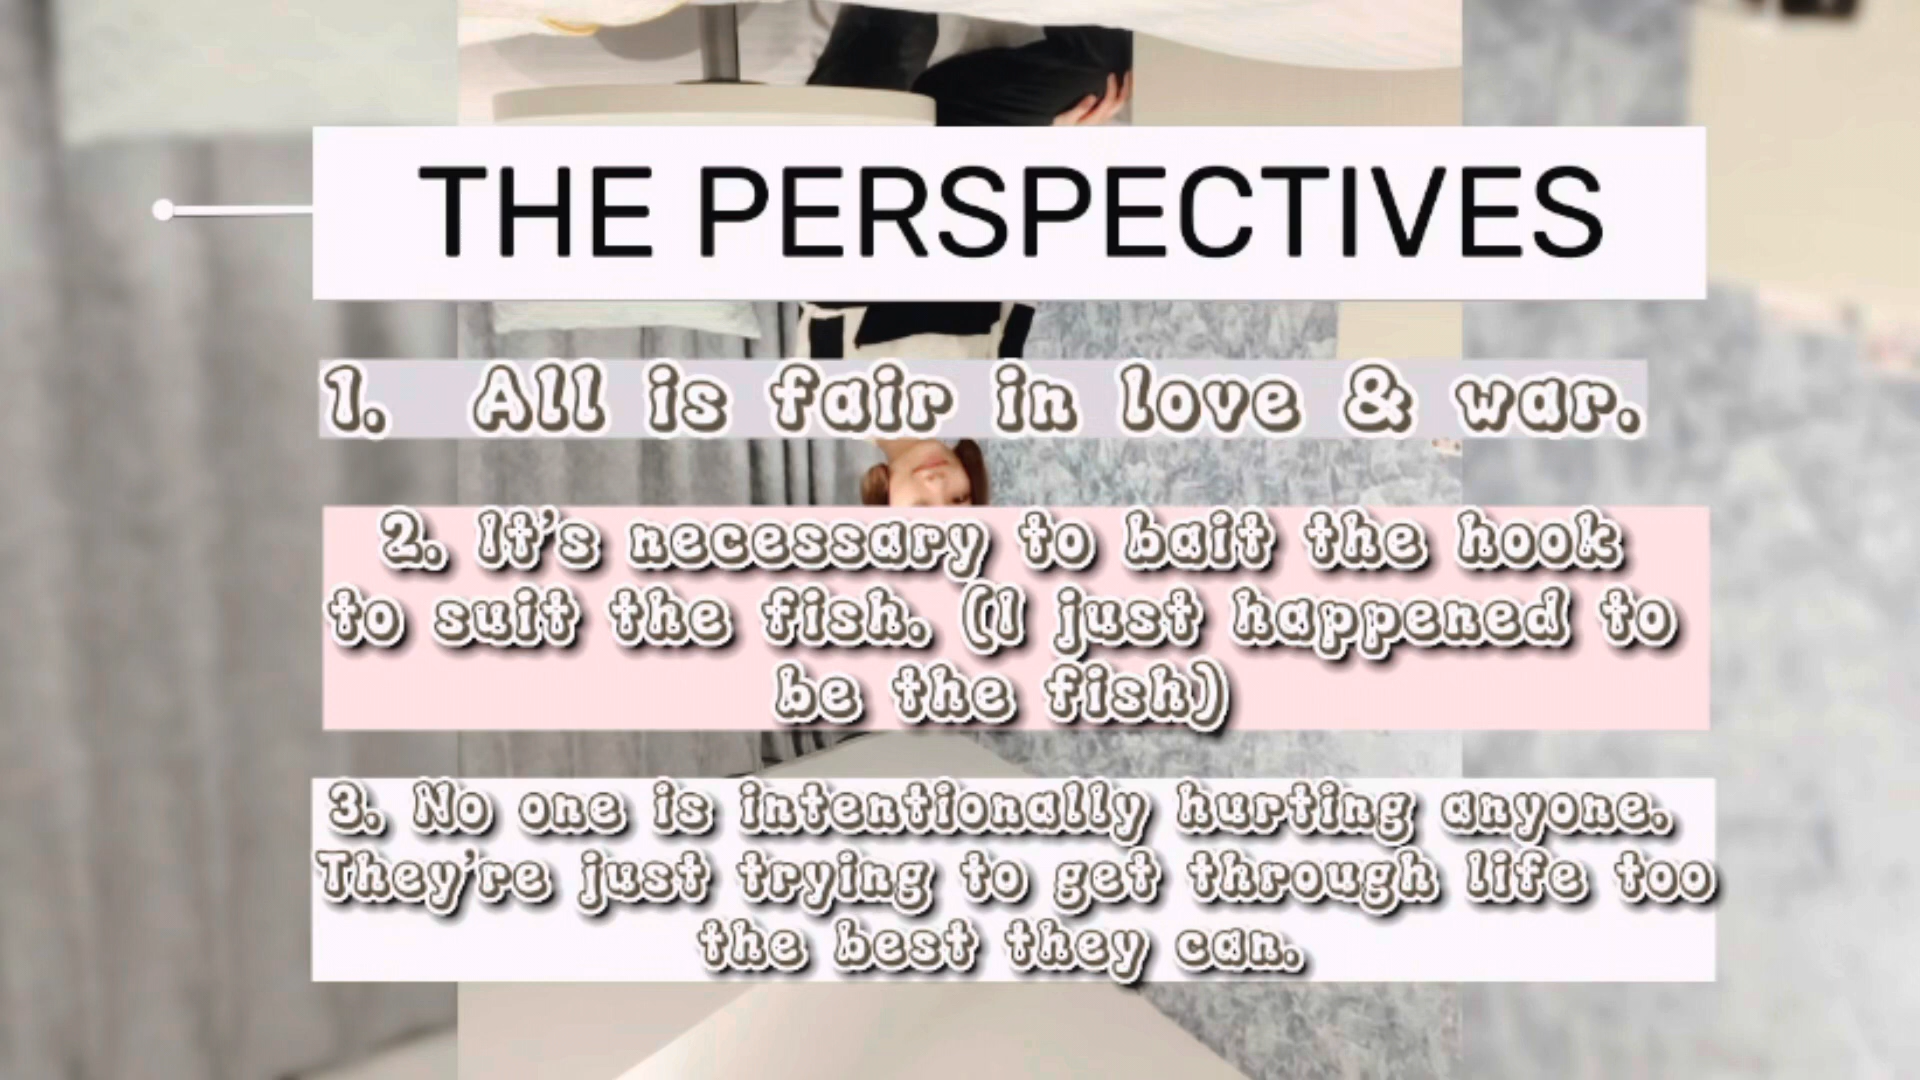 THE PERSPECTIVES
1. All is fair in love & war.
2. It's necessary to bait the hook
to suit the fish. (I just happened to
be the fish)
3. No one is intentionally hurting anyone.
They're just trying to get through life too
the best they can.